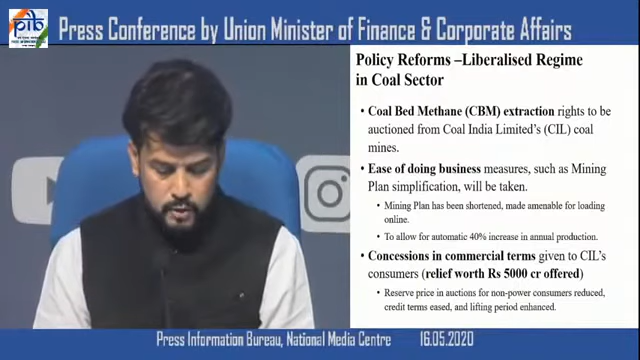 pib
Press Conference by Union Minister of Finance & Corporate Affairs
Policy Reforms –Liberalised Regime
in Coal Sector
• Coal Bed Methane (CBM) extraction rights to be
auctioned from Coal India Limited's (CIL) coal
mines.
• Ease of doing business measures, such as Mining
Plan simplification, will be taken.
• Mining Plan has been shortened, made amenable for loading
online.
• To allow for automatic 40% increase in annual production.
• Concessions in commercial terms given to CIL's
consumers (relief worth Rs 5000 cr offered)
• Reserve price in auctions for non-power consumers reduced,
credit terms eased, and lifting period enhanced.
Press Information Bureau, National Media Centre 16.05.2020